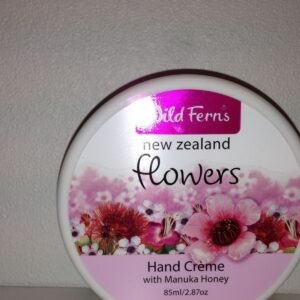 Wild Ferns
new zealand
flowers
Hand Creme
with Manuka Honey
85ml/2.87oz